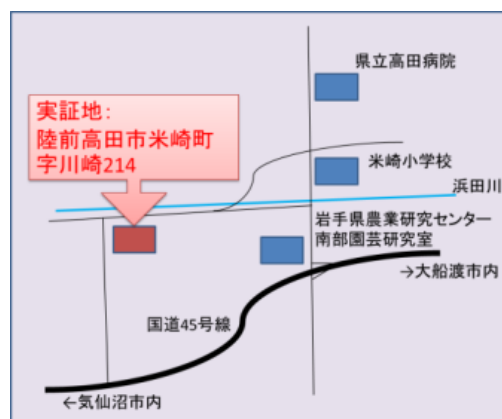 県立高田病院
実証地：
陸前高田市米崎町
字川崎214
米崎小学校
浜田川
岩手県農業研究センター
南部園芸研究室
→大船渡市内
国道45号線
←気仙沼市内